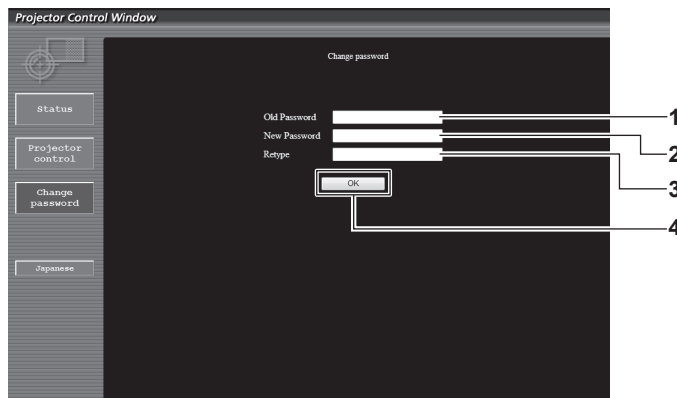 Projector Control Window
Change password
Status
Projector
control
Change
password
Japanese
Old Password
New Password
Retype
OK
1
2
3
4